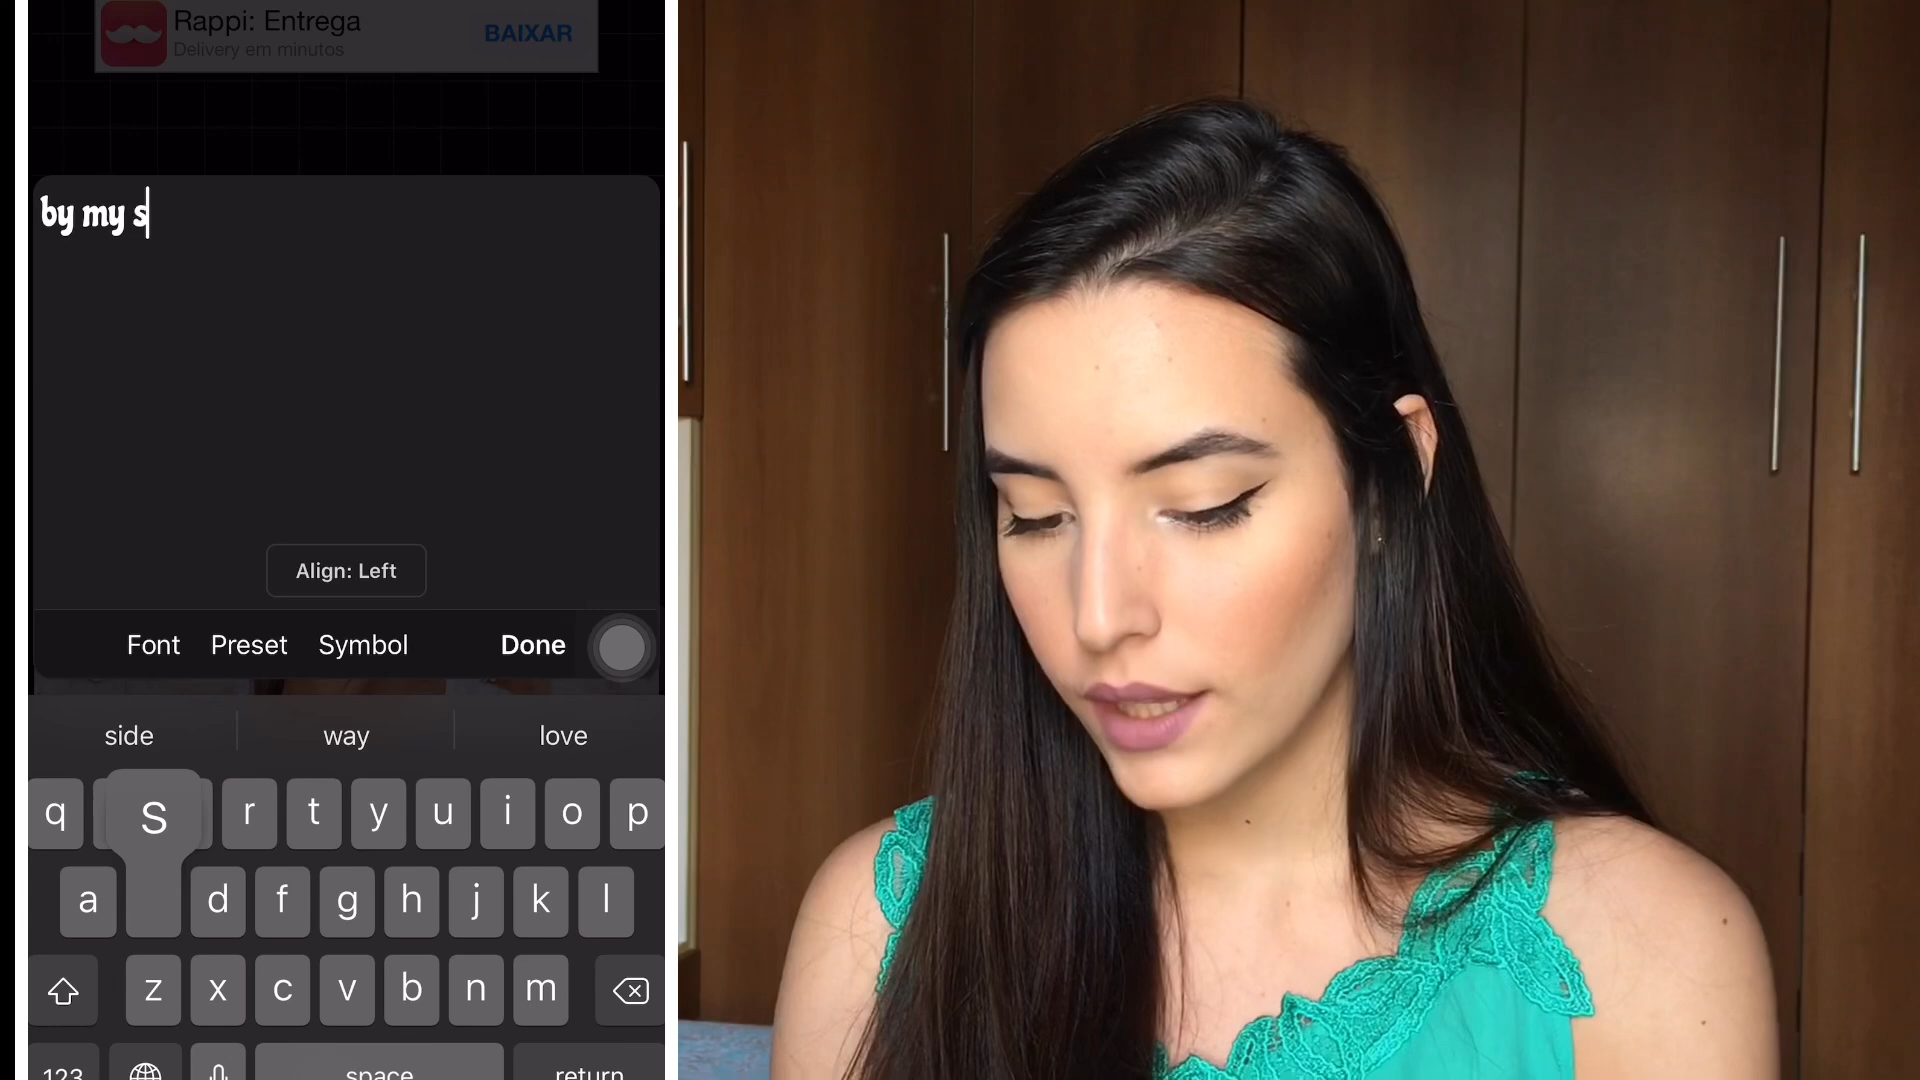 Rappi: Entrega
Delivery em minutos
BAIXAR
by my s
Align: Left
Font Preset Symbol Done
side way love
q S r t y u i o p
a d f g h j k l
z x c v b n m
123 space return